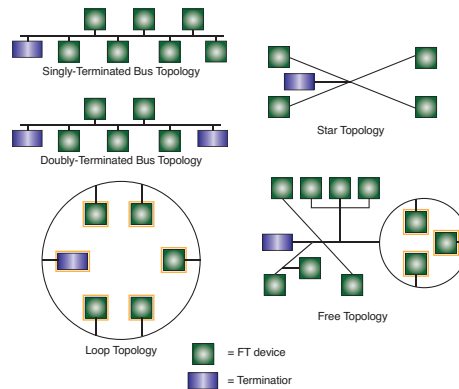 Singly-Terminated Bus Topology
Star Topology
Doubly-Terminated Bus Topology
Free Topology
Loop Topology
= FT device
= Terminatior